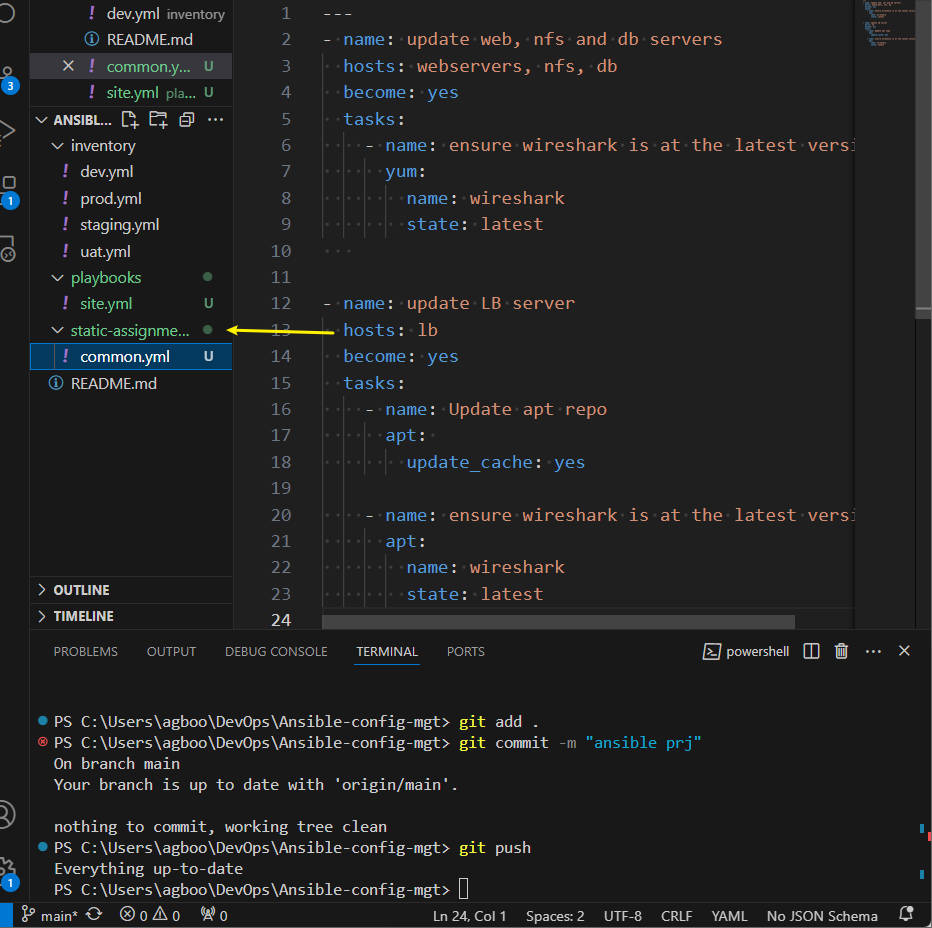 dev.yml inventory
README.md
common.y... U
site.yml pla... U
ANSIBL...
inventory
dev.yml
prod.yml
staging.yml
uat.yml
playbooks
site.yml U
static-assignme...
common.yml U
README.md
OUTLINE
TIMELINE
3
1
1
1 ---
2 - name: update web, nfs and db servers
3 hosts: webservers, nfs, db
4 become: yes
5 tasks:
6 - name: ensure wireshark is at the latest versi
7 yum:
8 name: wireshark
9 state: latest
10
11
12 - name: update LB server
13 hosts: lb
14 become: yes
15 tasks:
16 - name: Update apt repo
17 apt:
18 update_cache: yes
19
20 - name: ensure wireshark is at the latest versi
21 apt:
22 name: wireshark
23 state: latest
24
PROBLEMS OUTPUT DEBUG CONSOLE TERMINAL PORTS powershell
PS C:\Users\agboo\DevOps\Ansible-config-mgt> git add .
PS C:\Users\agboo\DevOps\Ansible-config-mgt> git commit -m "ansible prj"
On branch main
Your branch is up to date with 'origin/main'.
nothing to commit, working tree clean
PS C:\Users\agboo\DevOps\Ansible-config-mgt> git push
Everything up-to-date
PS C:\Users\agboo\DevOps\Ansible-config-mgt>
main* 0 0 0 Ln 24, Col 1 Spaces: 2 UTF-8 CRLF YAML No JSON Schema